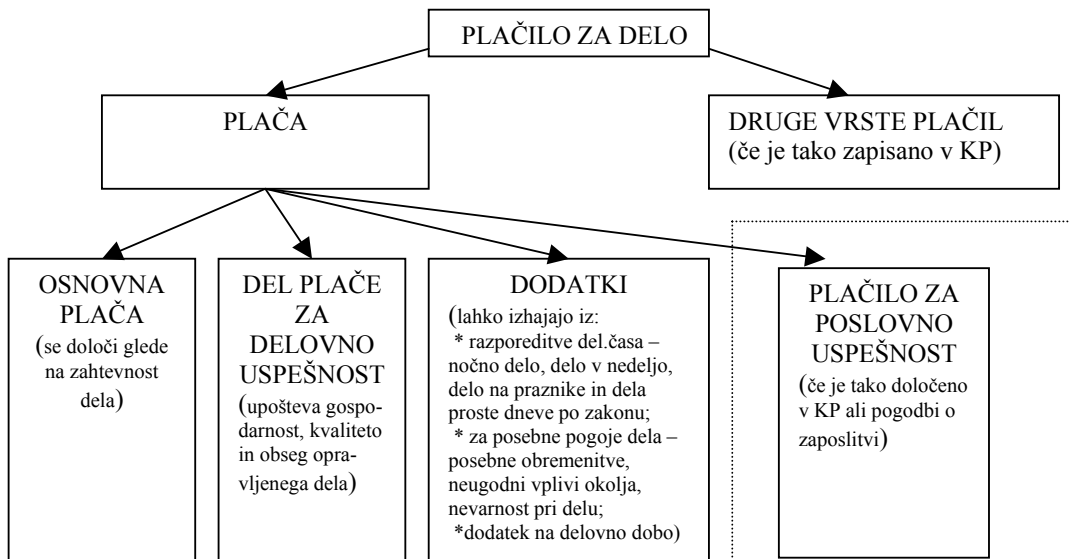 PLAČILO ZA DELO
PLAČA
DRUGE VRSTE PLAČIL
(če je tako zapisano v KP)
OSNOVNA
PLAČA
(se določi glede
na zahtevnost
dela)
DEL PLAČE
ZA
DELOVNO
USPEŠNOST
(upošteva gospo-
darnost, kvaliteto
in obseg opra-
vljenega dela)
DODATKI
(lahko izhajajo iz:
* razporeditve del.časa –
nočno delo, delo v nedeljo,
delo na praznike in dela
proste dneve po zakonu;
* za posebne pogoje dela –
posebne obremenitve,
neugodni vplivi okolja,
nevarnost pri delu;
*dodatek na delovno dobo)
PLAČILO ZA
POSLOVNO
USPEŠNOST
(če je tako določeno
v KP ali pogodbi o
zaposlitvi)